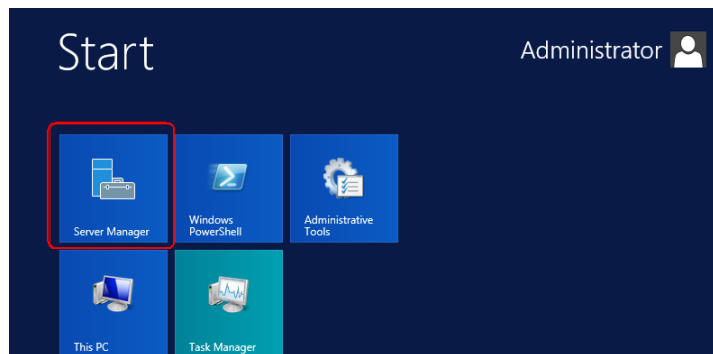 Start
Administrator
Server Manager
Windows
PowerShell
Administrative
Tools
This PC
Task Manager